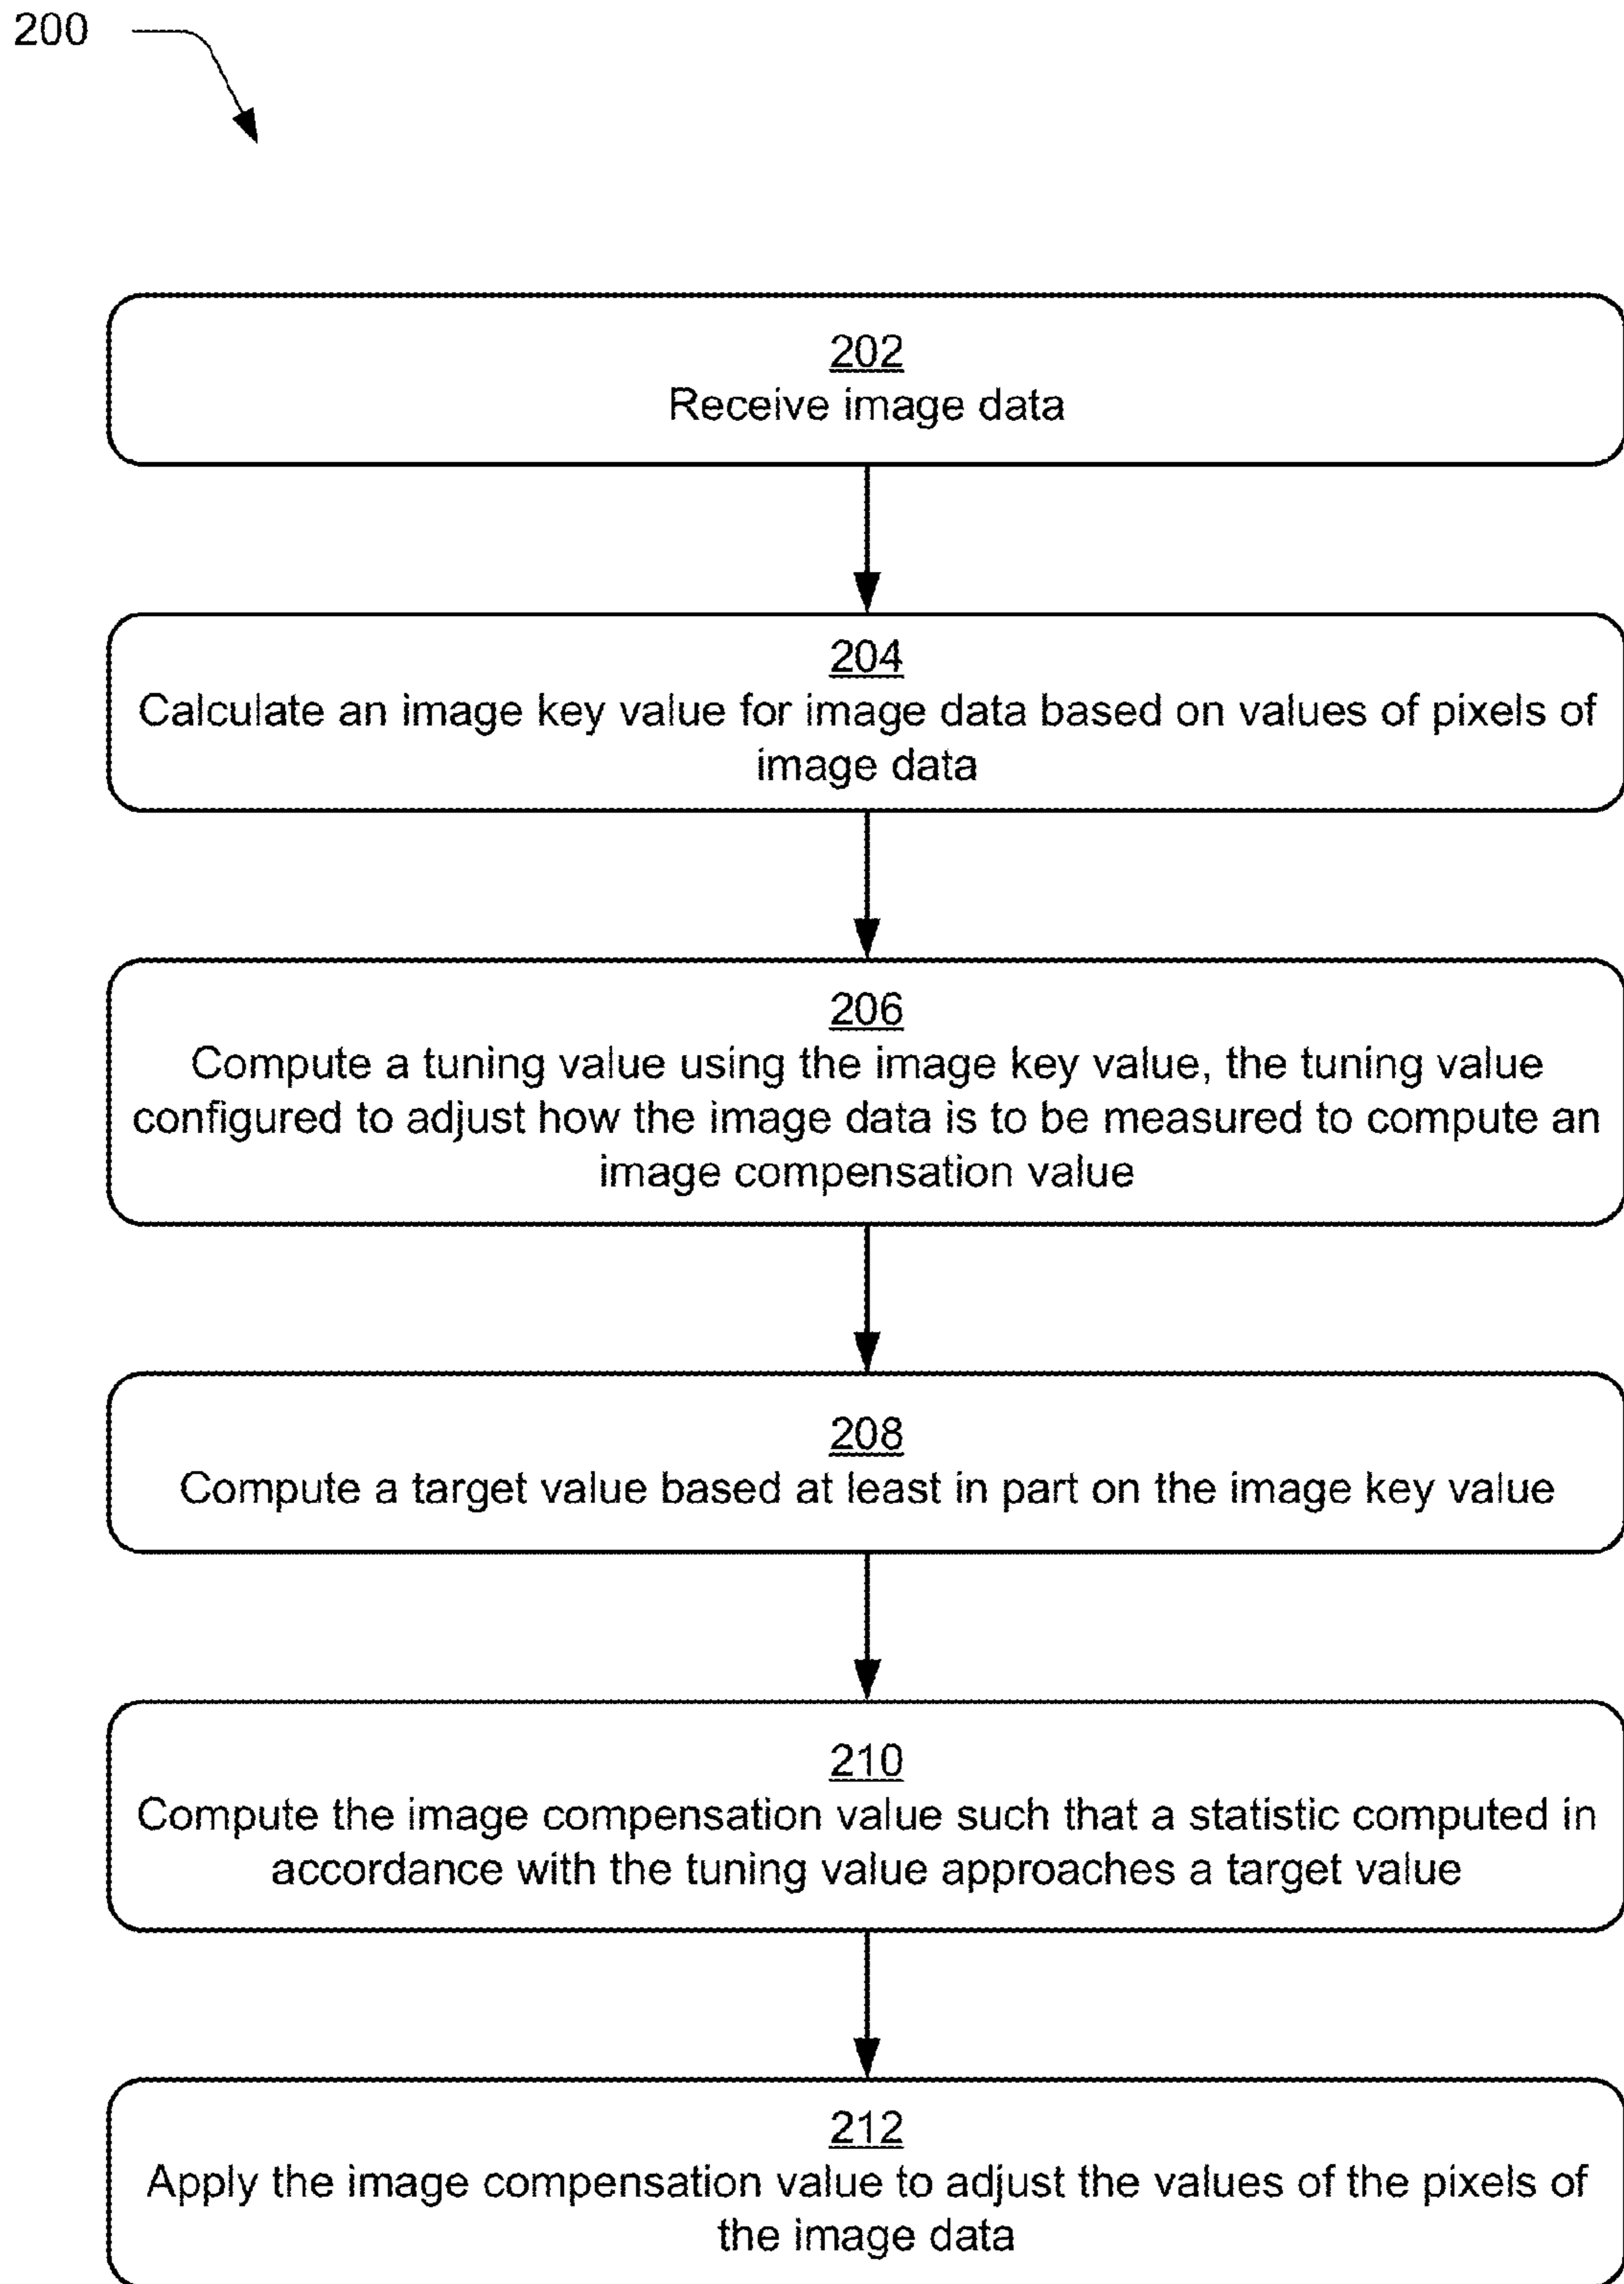 200
202
Receive image data
204
Calculate an image key value for image data based on values of pixels of
image data
206
Compute a tuning value using the image key value, the tuning value
configured to adjust how the image data is to be measured to compute an
image compensation value
208
Compute a target value based at least in part on the image key value
210
Compute the image compensation value such that a statistic computed in
accordance with the tuning value approaches a target value
212
Apply the image compensation value to adjust the values of the pixels of
the image data